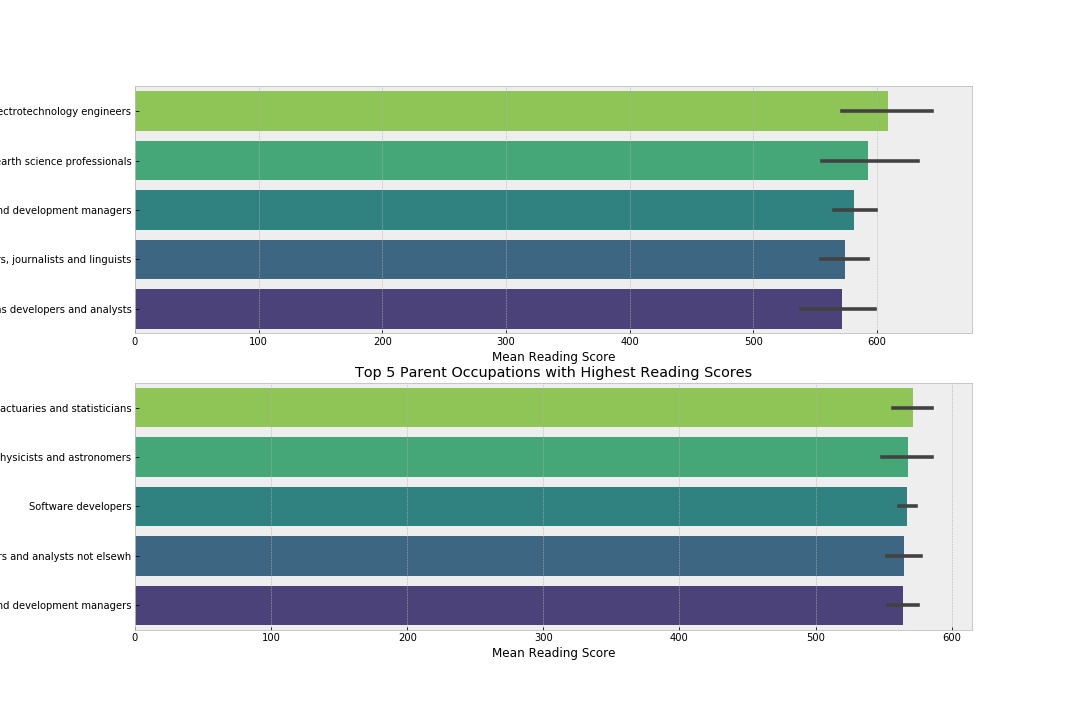 ectrotechnology engineers
earth science professionals
nd development managers
rs, journalists and linguists
s developers and analysts
0 100 200 300 400 500 600
Mean Reading Score
Top 5 Parent Occupations with Highest Reading Scores
actuaries and statisticians
hysicists and astronomers
Software developers
rs and analysts not elsewh
nd development managers
0 100 200 300 400 500 600
Mean Reading Score